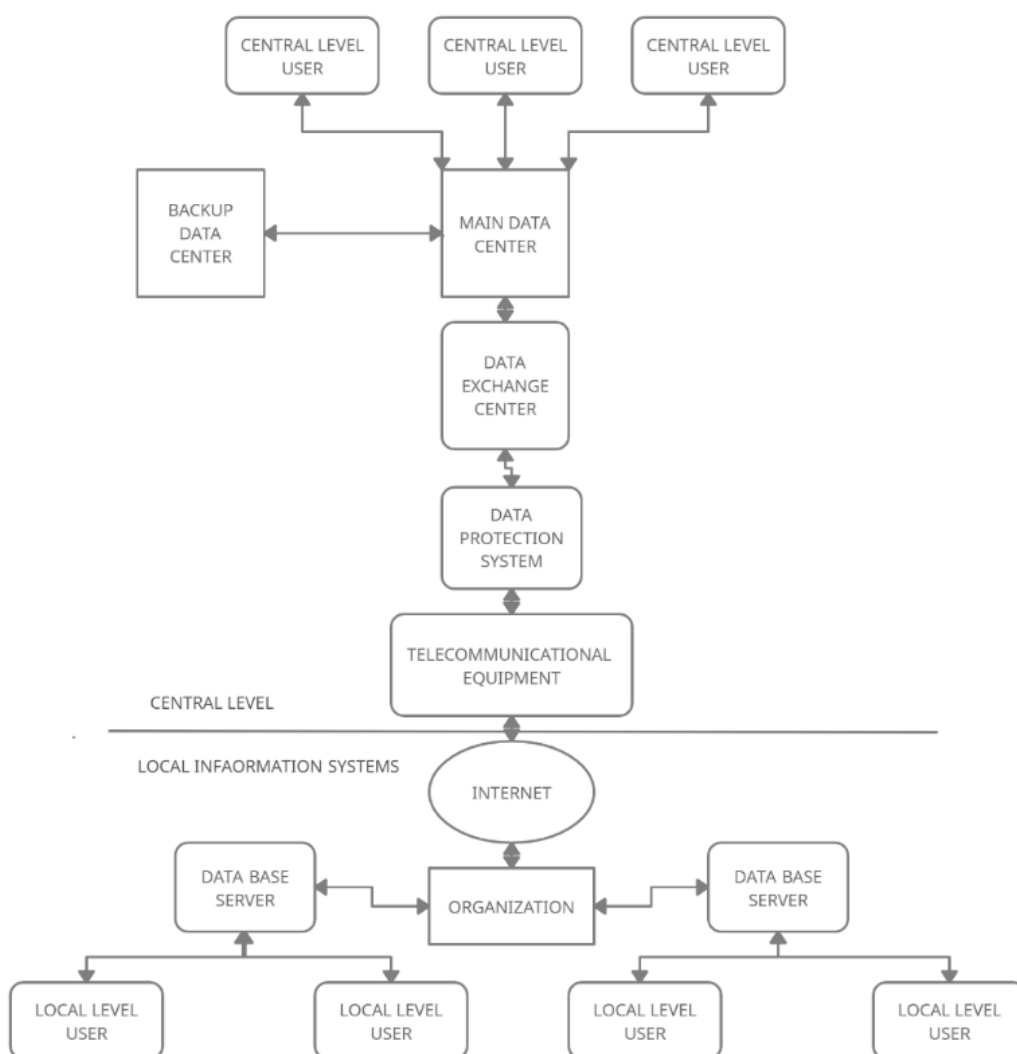 CENTRAL LEVEL
USER
CENTRAL LEVEL
USER
CENTRAL LEVEL
USER
BACKUP
DATA
CENTER
MAIN DATA
CENTER
DATA
EXCHANGE
CENTER
DATA
PROTECTION
SYSTEM
TELECOMMUNICATIONAL
EQUIPMENT
CENTRAL LEVEL
LOCAL INFAORMATION SYSTEMS
INTERNET
DATA BASE
SERVER
ORGANIZATION
DATA BASE
SERVER
LOCAL LEVEL
USER
LOCAL LEVEL
USER
LOCAL LEVEL
USER
LOCAL LEVEL
USER